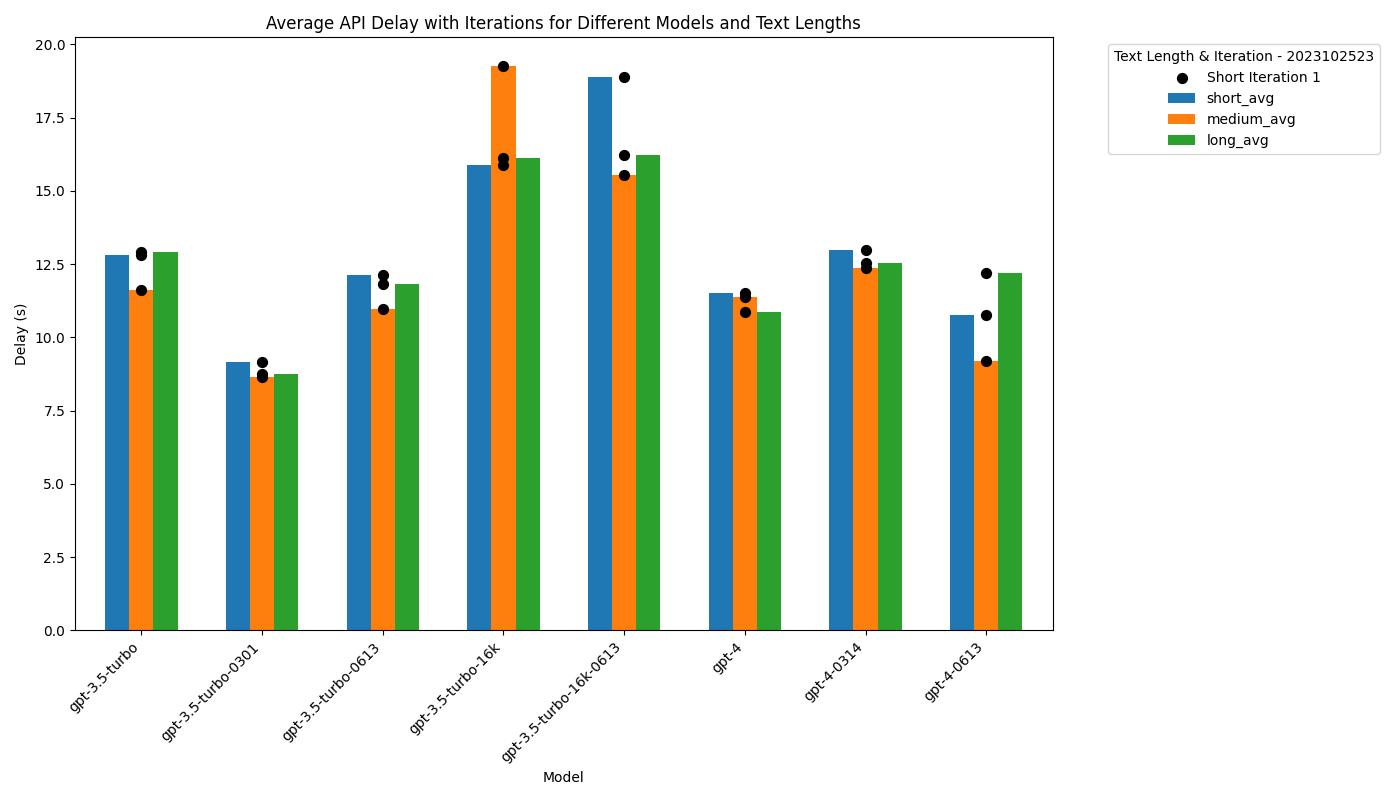 Average API Delay with Iterations for Different Models and Text Lengths
Text Length & Iteration - 2023102523
Short Iteration 1
short_avg
medium_avg
long_avg
Delay (s)
20.0
17.5
15.0
12.5
10.0
7.5
5.0
2.5
0.0
gpt-3.5-turbo
gpt-3.5-turbo-0301
gpt-3.5-turbo-0613
gpt-3.5-turbo-16k
gpt-3.5-turbo-16k-0613
gpt-4
gpt-4-0314
gpt-4-0613
Model